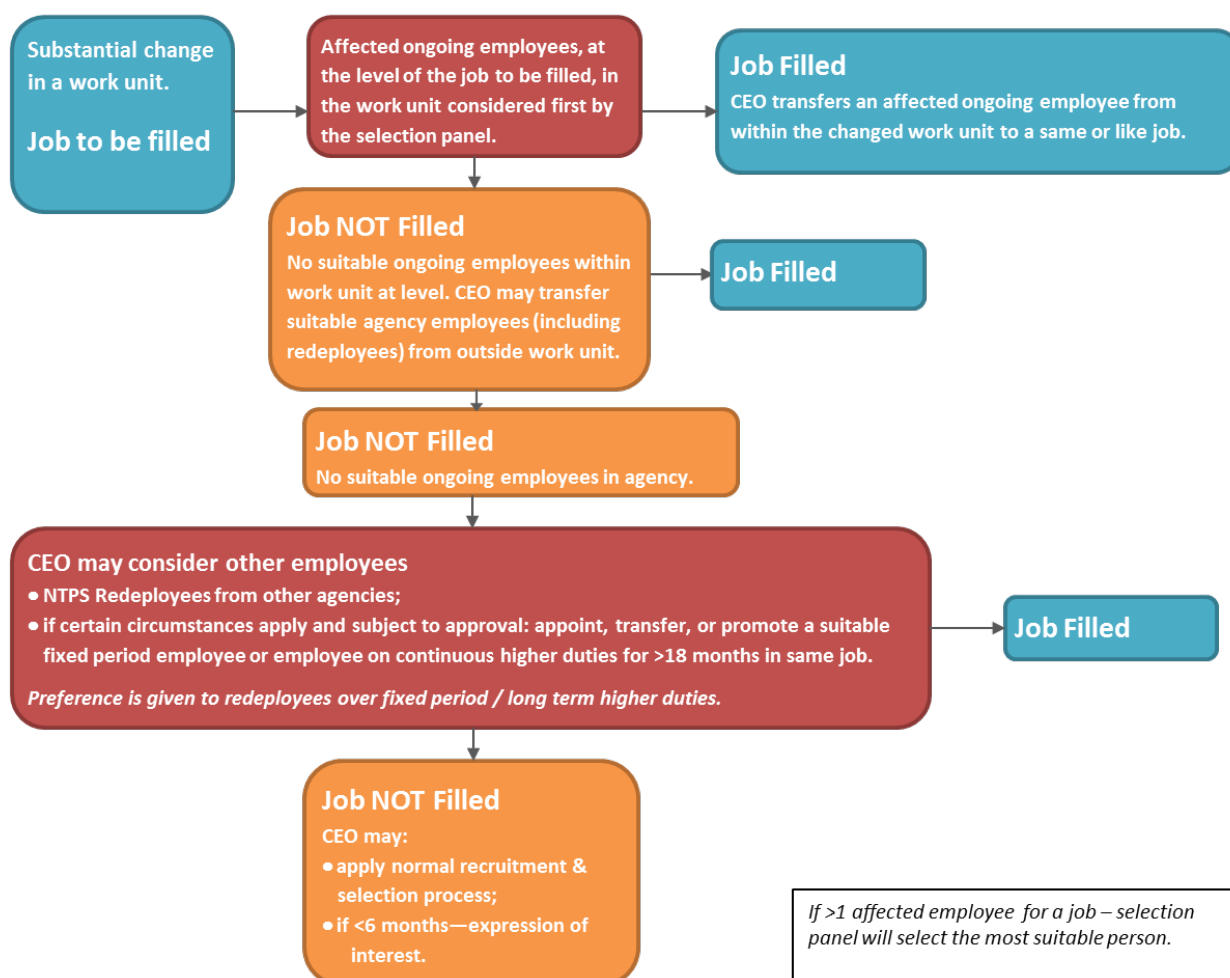 Substantial change
in a work unit.
Job to be filled
Affected ongoing employees, at
the level of the job to be filled, in
the work unit considered first by
the selection panel.
Job Filled
CEO transfers an affected ongoing employee from
within the changed work unit to a same or like job.
Job NOT Filled
No suitable ongoing employees within
work unit at level. CEO may transfer
suitable agency employees (including
redeployees) from outside work unit.
Job Filled
Job NOT Filled
No suitable ongoing employees in agency.
CEO may consider other employees
• NTPS Redeployees from other agencies;
• if certain circumstances apply and subject to approval: appoint, transfer, or promote a suitable
fixed period employee or employee on continuous higher duties for >18 months in same job.
Preference is given to redeployees over fixed period / long term higher duties.
Job Filled
Job NOT Filled
CEO may:
• apply normal recruitment &
selection process;
• if <6 months—expression of
interest.
If >1 affected employee for a job – selection
panel will select the most suitable person.